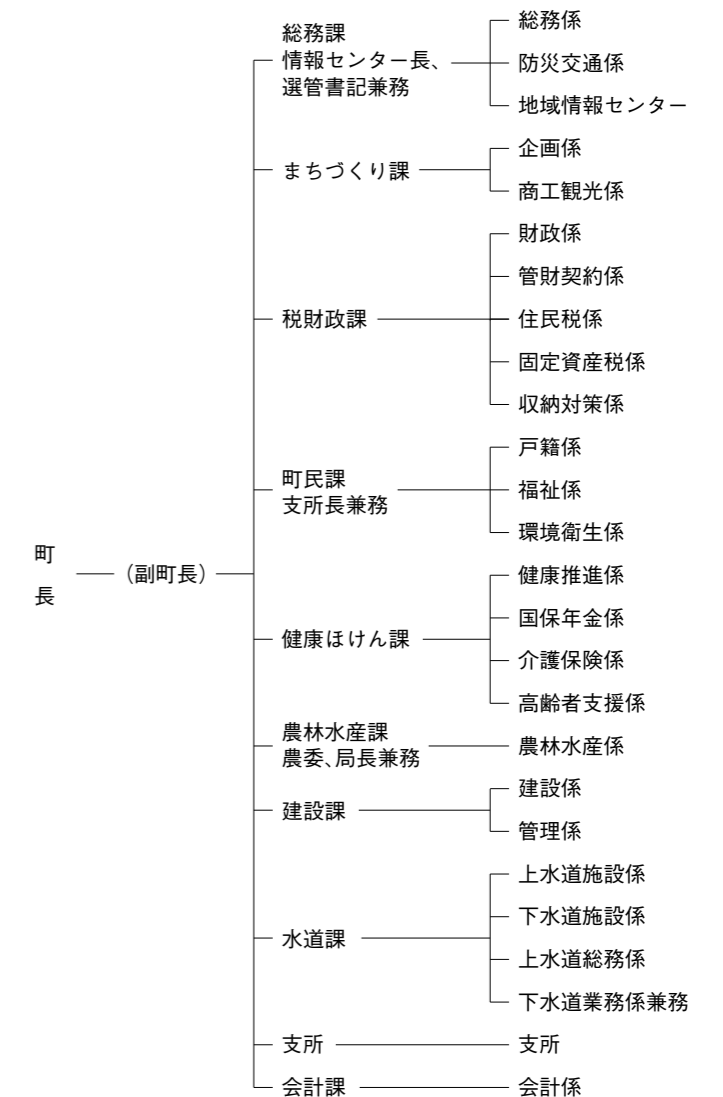 町
長
（副町長）
総務課
情報センター長、
選管書記兼務
総務係
防災交通係
地域情報センター
まちづくり課
企画係
商工観光係
税財政課
財政係
管財契約係
住民税係
固定資産税係
収納対策係
町民課
支所長兼務
戸籍係
福祉係
環境衛生係
健康ほけん課
健康推進係
国保年金係
介護保険係
高齢者支援係
農林水産課
農委、局長兼務
農林水産係
建設課
建設係
管理係
水道課
上水道施設係
下水道施設係
上水道総務係
下水道業務係兼務
支所
支所
会計課
会計係